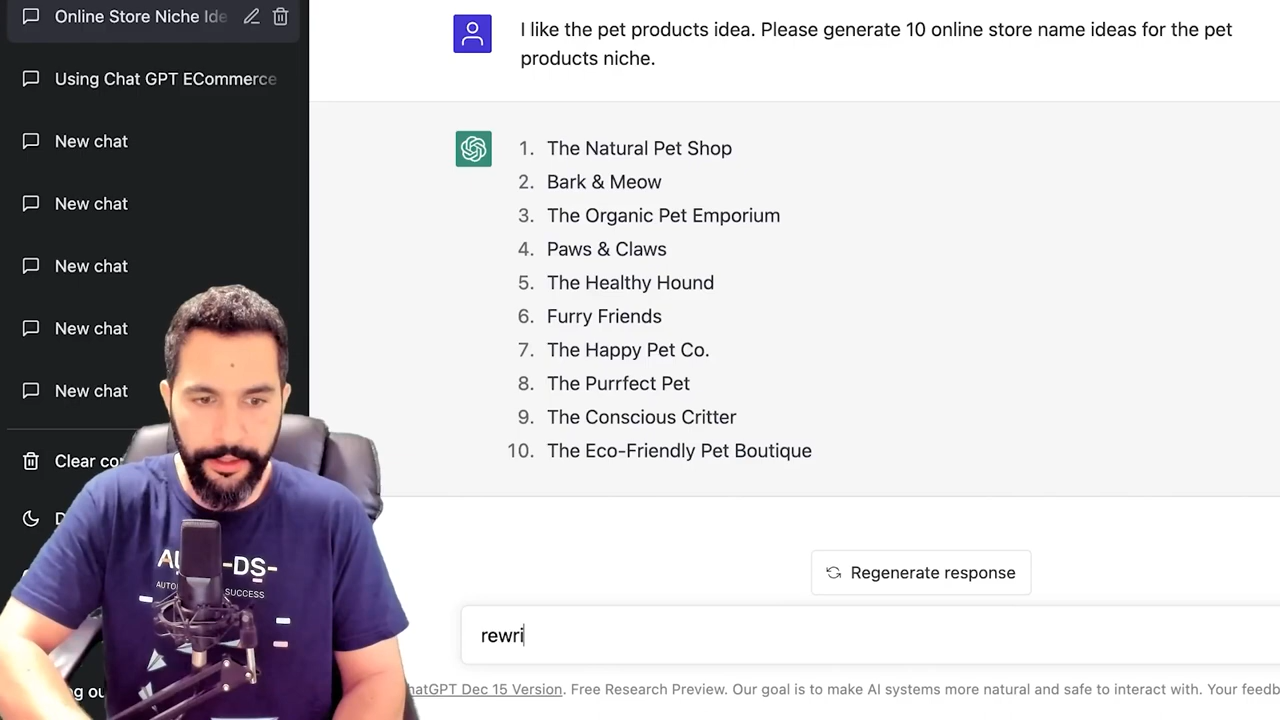 Online Store Niche Ide
Using Chat GPT ECommerce
New chat
New chat
New chat
New chat
New chat
Clear co
I like the pet products idea. Please generate 10 online store name ideas for the pet
products niche.
1. The Natural Pet Shop
2. Bark & Meow
3. The Organic Pet Emporium
4. Paws & Claws
5. The Healthy Hound
6. Furry Friends
7. The Happy Pet Co.
8. The Purrfect Pet
9. The Conscious Critter
10. The Eco-Friendly Pet Boutique
Regenerate response
rewri
hatGPT Dec 15 Version. Free Research Preview. Our goal is to make AI systems more natural and safe to interact with. Your feedb
-DS-
SUCCESS